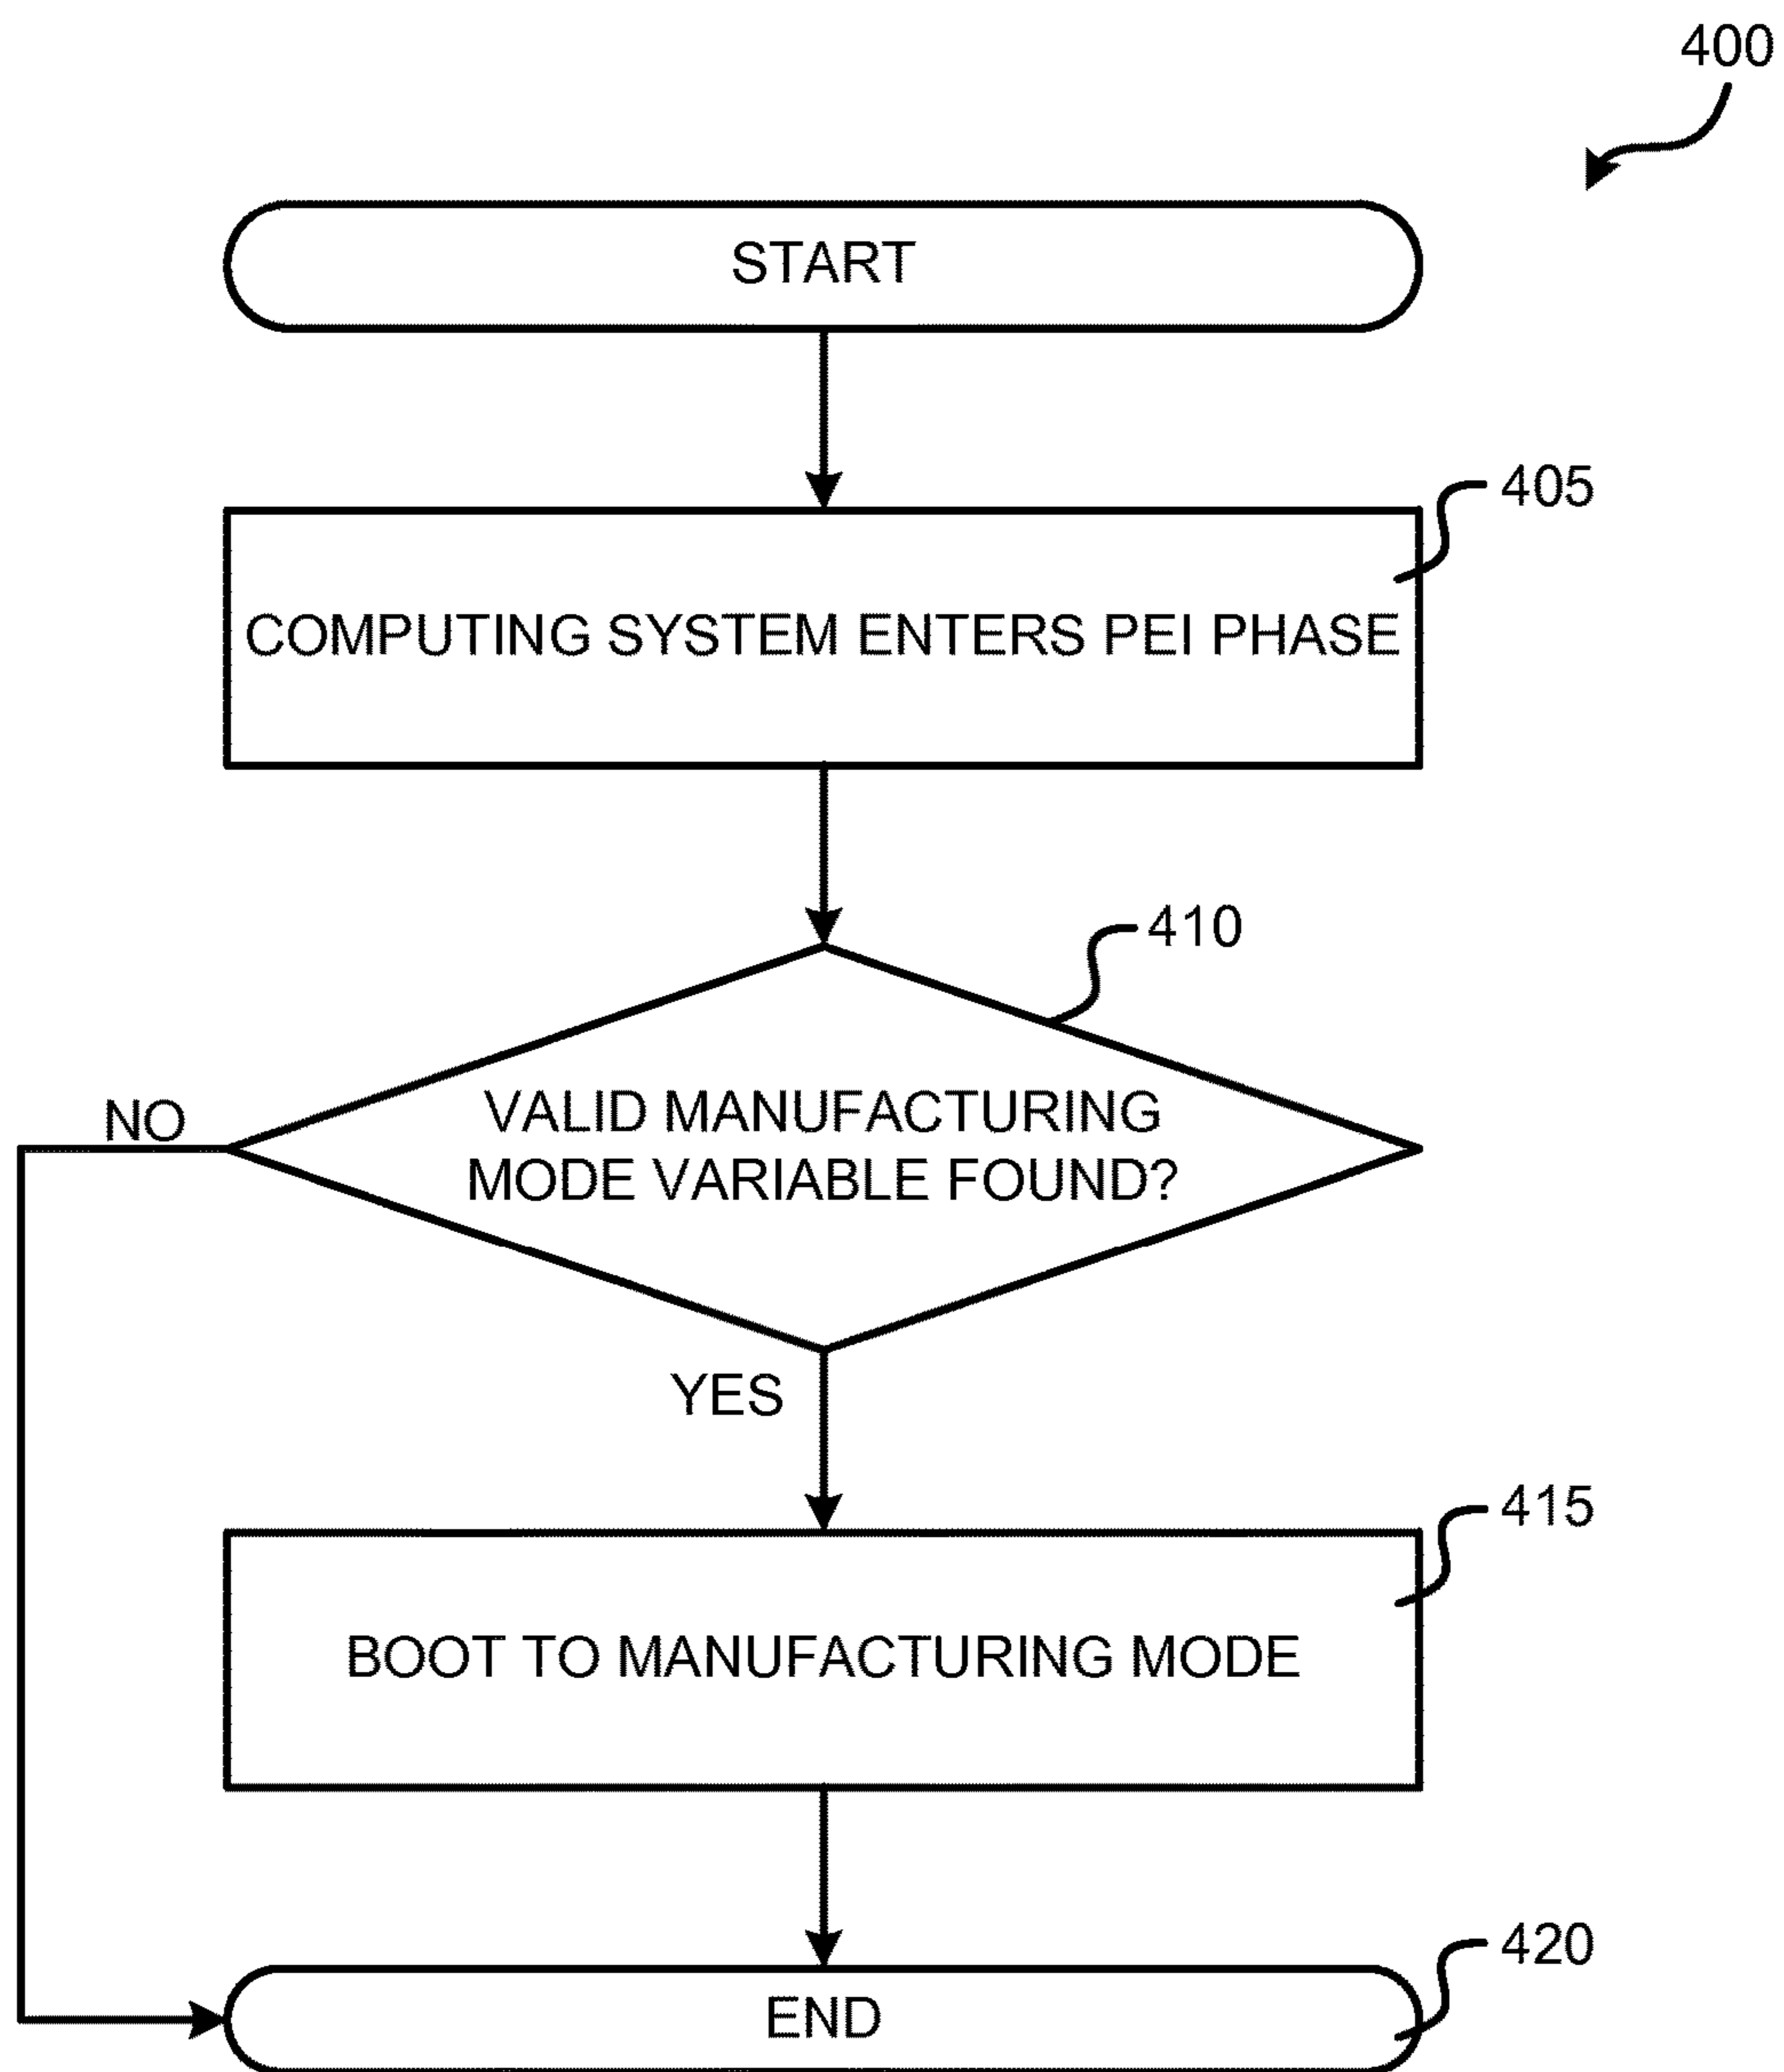 400
START
405
COMPUTING SYSTEM ENTERS PEI PHASE
410
VALID MANUFACTURING
MODE VARIABLE FOUND?
NO
YES
415
BOOT TO MANUFACTURING MODE
420
END